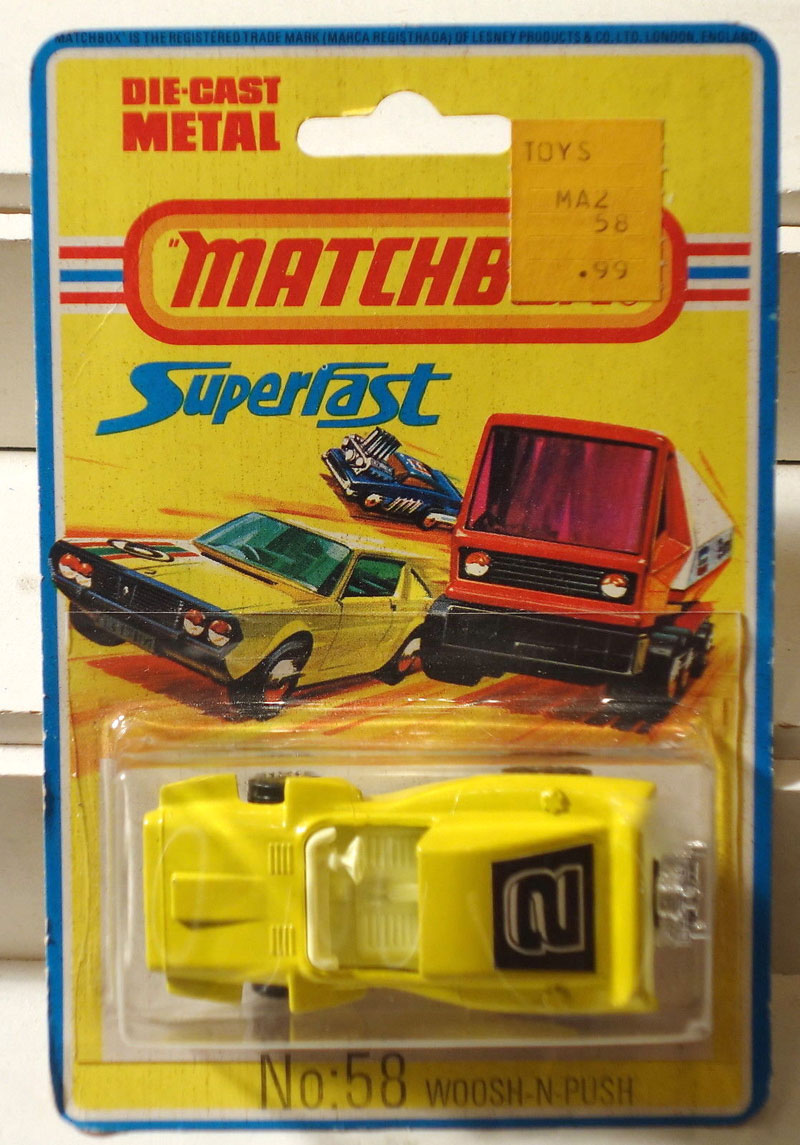 MATCHBOX" IS THE REGISTERED TRADE MARK (MARCA REGISTRADA) OF LESNEY PRODUCTS & CO. LTD. LONDON, ENGLAND
DIE-CAST
METAL
TOYS
MA2
58
.99
"MATCHB
Superfast
2
No:58 WOOSH-N-PUSH